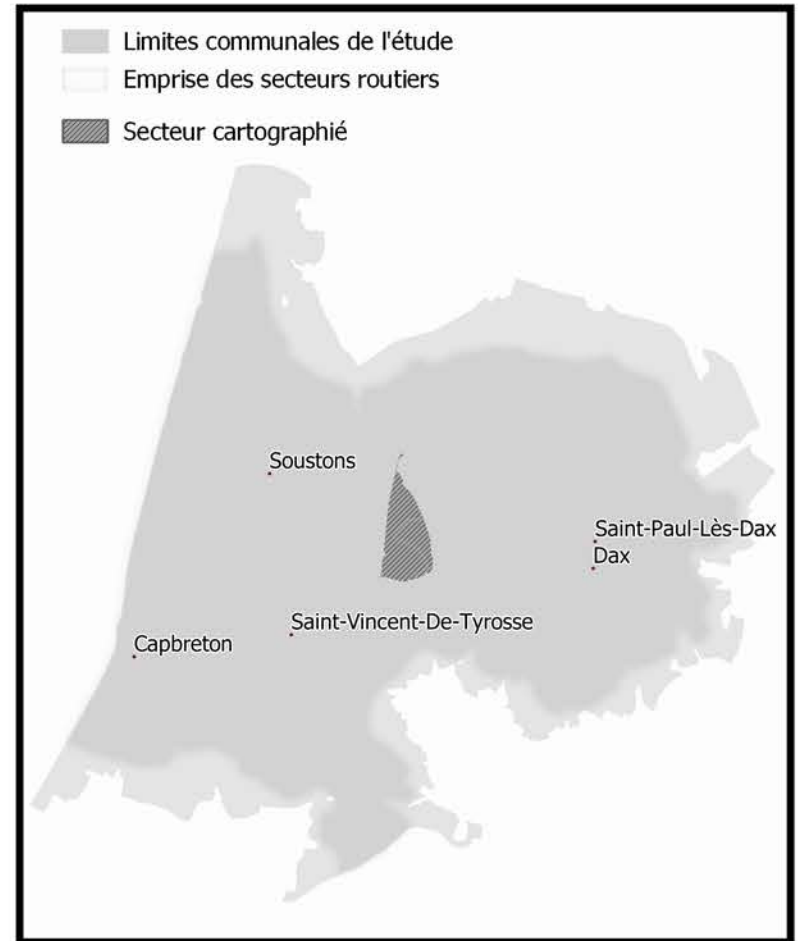 Limites communales de l'étude
Emprise des secteurs routiers
Secteur cartographié
Soustons
Saint-Paul-Lès-Dax
Dax
Saint-Vincent-De-Tyrosse
Capbreton